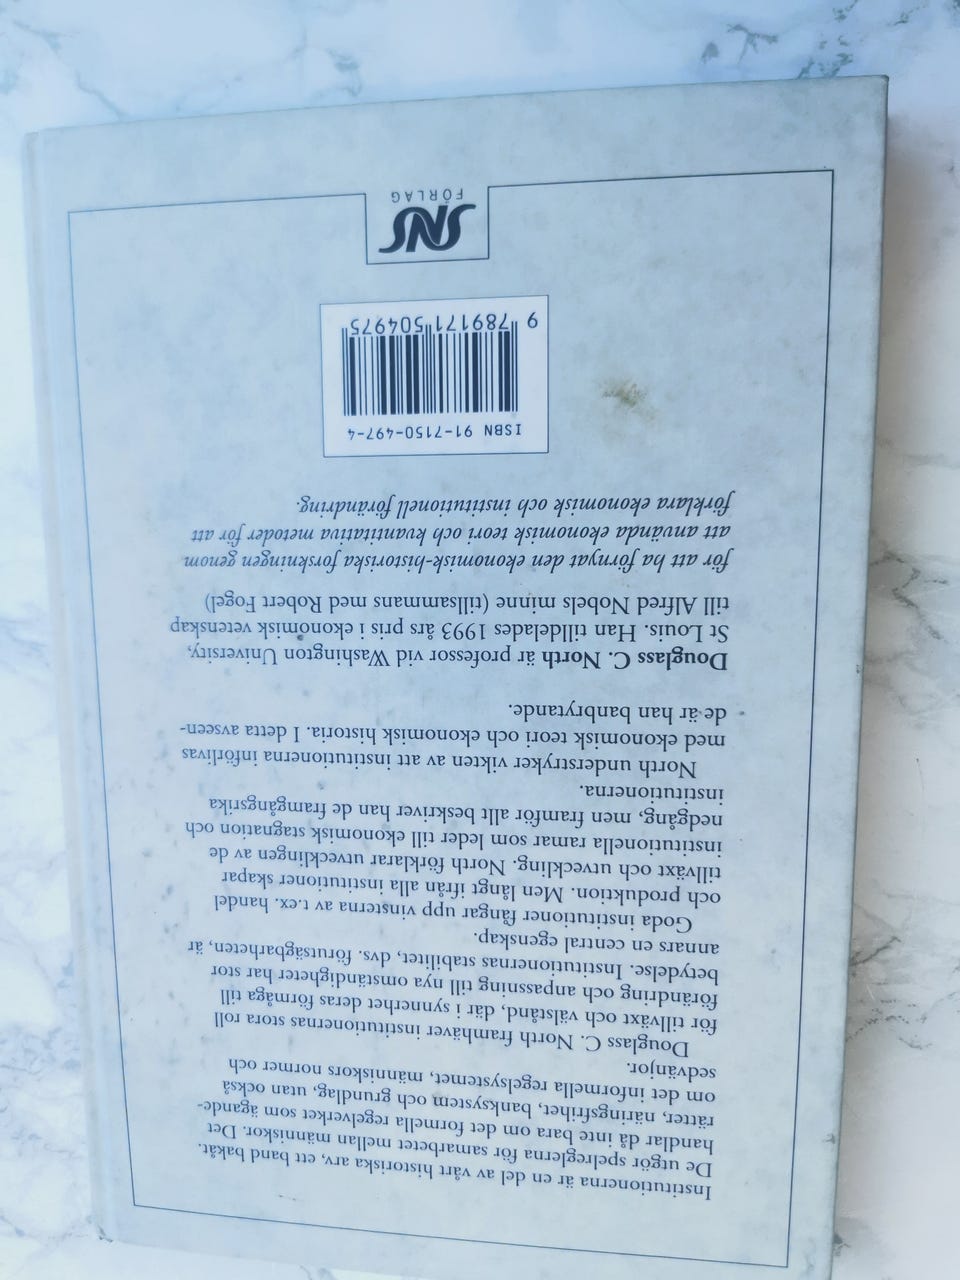 Institutionerna är en del av vårt historiska arv, ett band bakåt.
De utgör spelreglerna för samarbetet mellan människor. Det
handlar då inte bara om det formella regelverket som ägande-
rätter, näringsfrihet, banksystem och grundlag, utan också
om det informella regelsystemet, människors normer och
sedvänjor.
Douglass C. North framhäver institutionernas stora roll
för tillväxt och välstånd, där i synnerhet deras förmåga till
förändring och anpassning till nya omständigheter har stor
betydelse. Institutionernas stabilitet, dvs. förutsägbarheten, är
annars en central egenskap.
Goda institutioner fångar upp vinsterna av t.ex. handel
och produktion. Men långt ifrån alla institutioner skapar
tillväxt och utveckling. North förklarar utvecklingen av de
institutionella ramar som leder till ekonomisk stagnation och
nedgång, men framför allt beskriver han de framgångsrika
institutionerna.
North understryker vikten av att institutionerna införlivas
med ekonomisk teori och ekonomisk historia. I detta avseen-
de är han banbrytande.
Douglass C. North är professor vid Washington University,
St Louis. Han tilldelades 1993 års pris i ekonomisk vetenskap
till Alfred Nobels minne (tillsammans med Robert Fogel)
för att ha förnyat den ekonomisk-historiska forskningen genom
att använda ekonomisk teori och kvantitativa metoder för att
förklara ekonomisk och institutionell förändring.
ISBN 91-7150-497-4
9 789171 504975
SNS
FÖRLAG